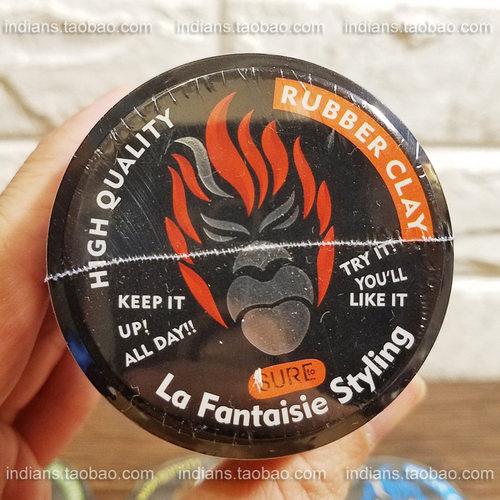 indians.taobao.com indians.taobao.com indians.taobao.com
HIGH QUALITY
RUBBER CLAY
KEEP IT
UP!
ALL DAY!!
TRY IT!
YOU'LL
LIKE IT
SURE to
La Fantaisie Styling
indians.taobao.com indians.taobao.com indians.taobao.com